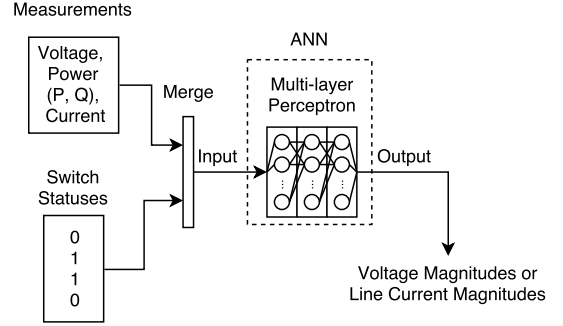 Measurements
Voltage,
Power
(P, Q),
Current
Switch
Statuses
0
1
1
0
Merge
Input
ANN
Multi-layer
Perceptron
Output
Voltage Magnitudes or
Line Current Magnitudes